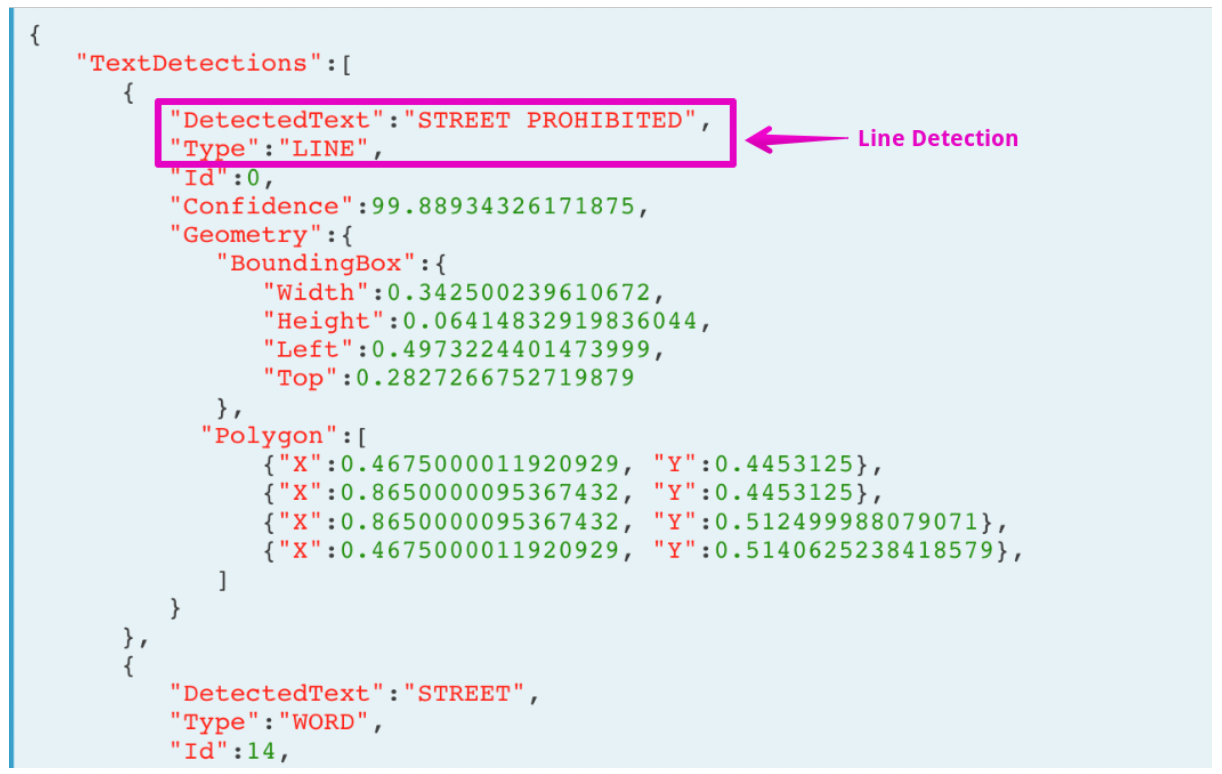 {
"TextDetections":[
{
"DetectedText":"STREET PROHIBITED",
"Type":"LINE",
Line Detection
"Id":0,
"Confidence":99.88934326171875,
"Geometry":{
"BoundingBox":{
"Width":0.342500239610672,
"Height":0.06414832919836044,
"Left":0.4973224401473999,
"Top":0.2827266752719879
},
"Polygon":[
{"X":0.4675000011920929, "Y":0.4453125},
{"X":0.8650000095367432, "Y":0.4453125},
{"X":0.8650000095367432, "Y":0.512499988079071},
{"X":0.4675000011920929, "Y":0.5140625238418579},
]
}
},
{
"DetectedText":"STREET",
"Type":"WORD",
"Id":14,